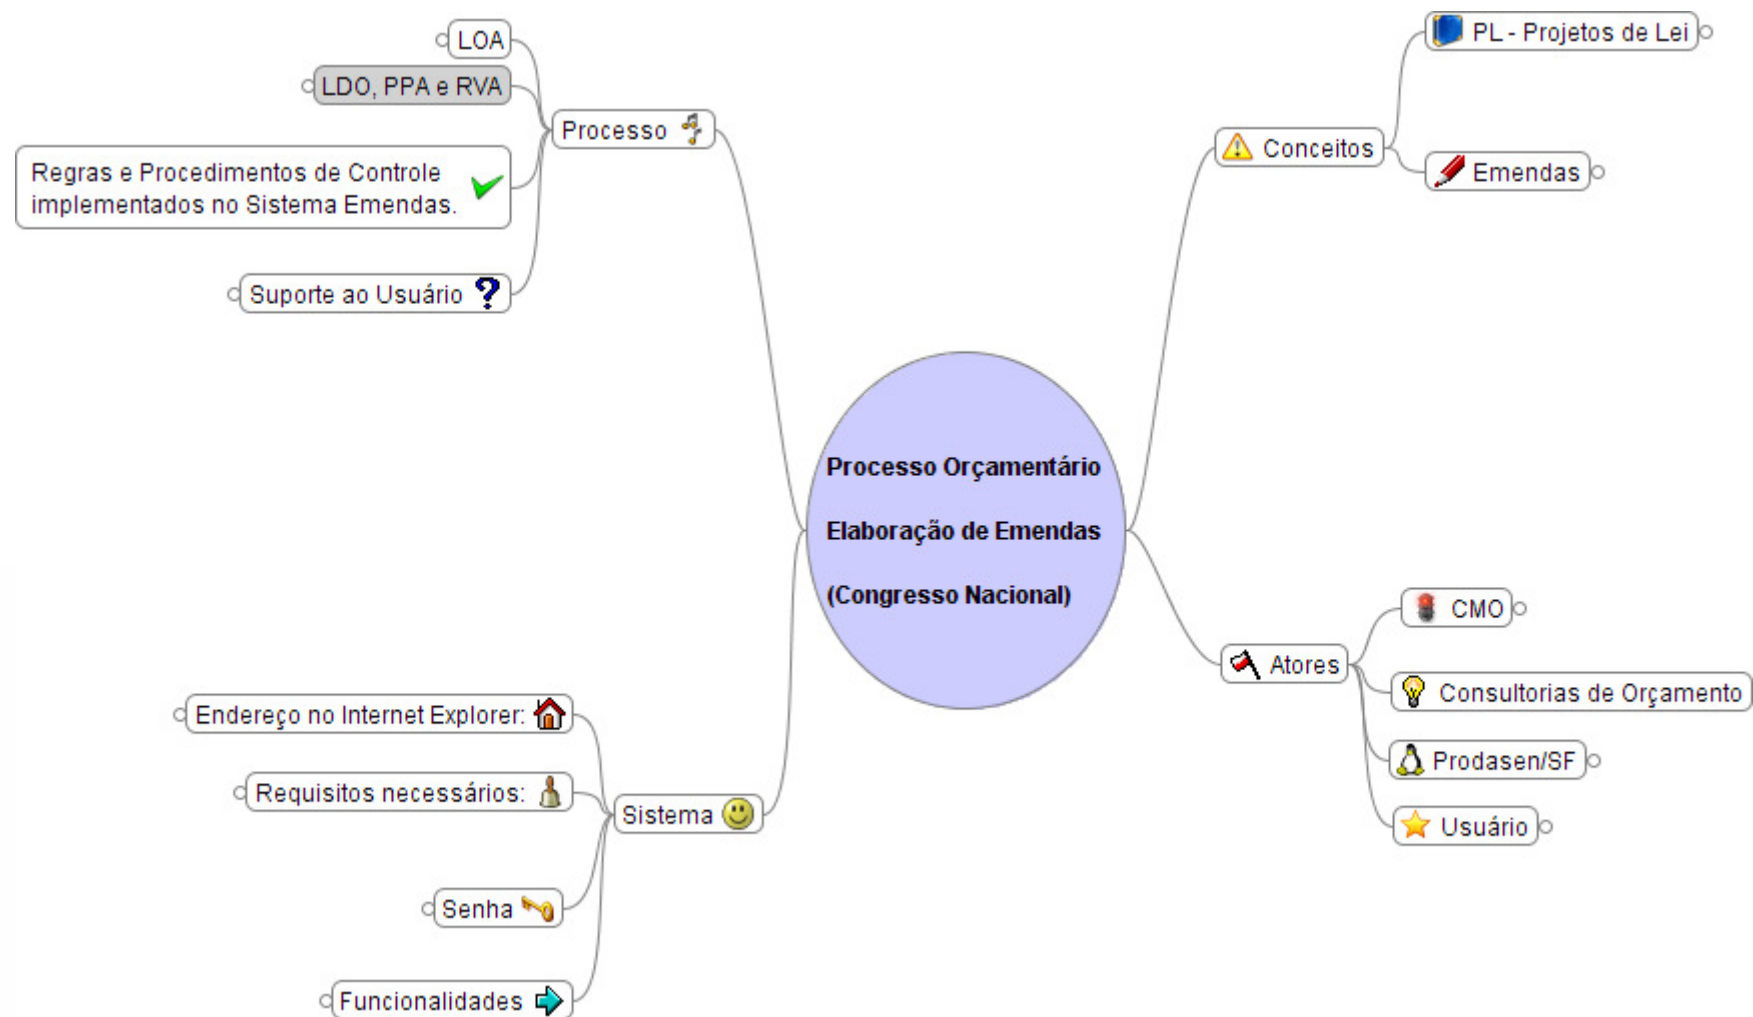 LOA
LDO, PPA e RVA
Processo
Regras e Procedimentos de Controle
implementados no Sistema Emendas.
Suporte ao Usuário
PL - Projetos de Lei
Conceitos
Emendas
Processo Orçamentário
Elaboração de Emendas
(Congresso Nacional)
CMO
Atores
Consultorias de Orçamento
Prodasen/SF
Usuário
Endereço no Internet Explorer:
Requisitos necessários:
Sistema
Senha
Funcionalidades